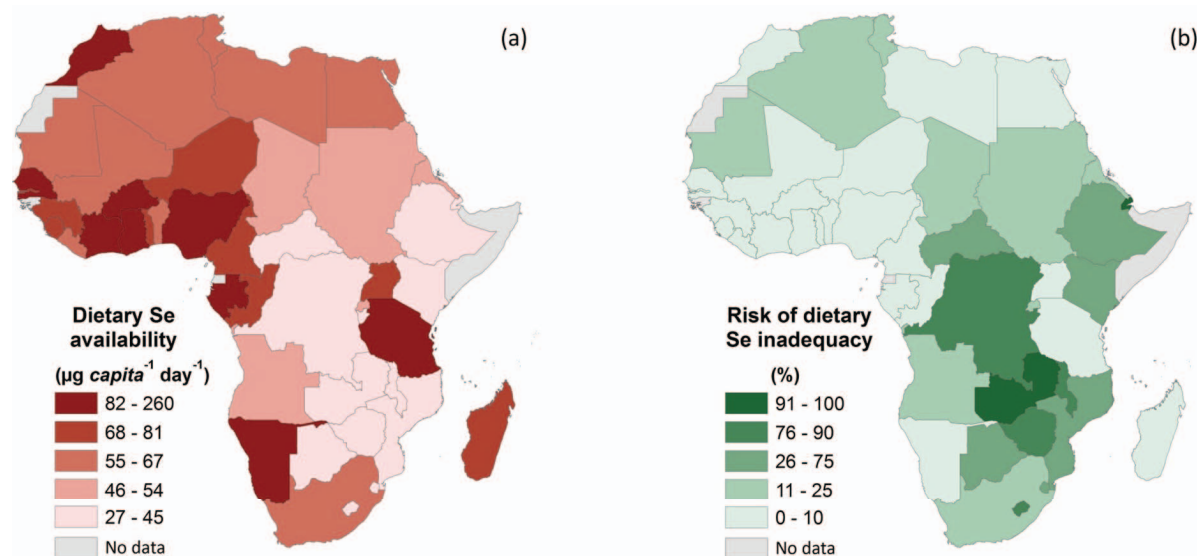 (a)
Dietary Se
availability
(µg capita⁻¹ day⁻¹)
82 - 260
68 - 81
55 - 67
46 - 54
27 - 45
No data
(b)
Risk of dietary
Se inadequacy
(%)
91 - 100
76 - 90
26 - 75
11 - 25
0 - 10
No data